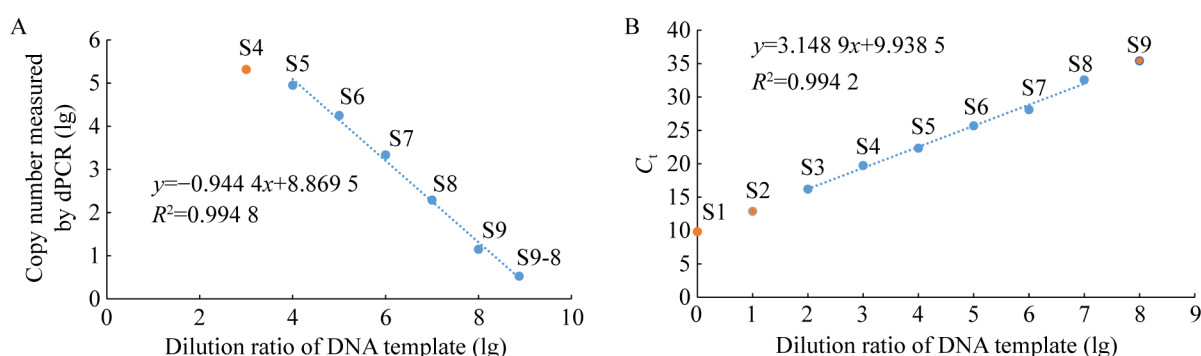 A
Copy number measured
by dPCR (lg)
6
5
4
3
2
1
0
0 2 4 6 8 10
S4
S5
S6
S7
S8
S9
S9-8
y=−0.944 4x+8.869 5
R²=0.994 8
Dilution ratio of DNA template (lg)
B
Cₜ
40
35
30
25
20
15
10
5
0
0 1 2 3 4 5 6 7 8 9
y=3.148 9x+9.938 5
R²=0.994 2
S1
S2
S3
S4
S5
S6
S7
S8
S9
Dilution ratio of DNA template (lg)